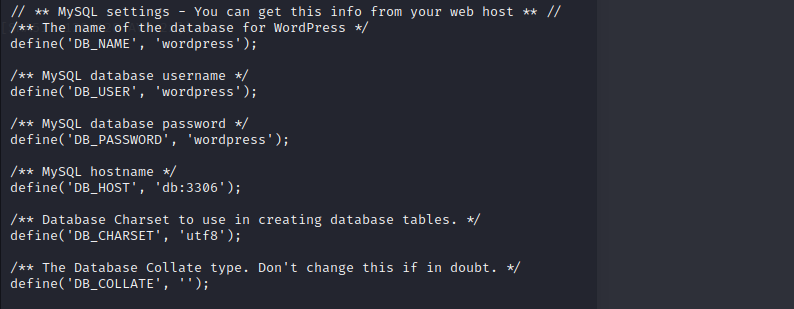 // ** MySQL settings - You can get this info from your web host ** //
/** The name of the database for WordPress */
define('DB_NAME', 'wordpress');
/** MySQL database username */
define('DB_USER', 'wordpress');
/** MySQL database password */
define('DB_PASSWORD', 'wordpress');
/** MySQL hostname */
define('DB_HOST', 'db:3306');
/** Database Charset to use in creating database tables. */
define('DB_CHARSET', 'utf8');
/** The Database Collate type. Don't change this if in doubt. */
define('DB_COLLATE', '');